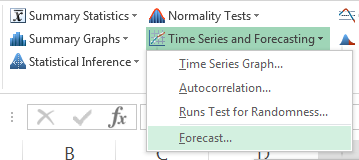 Summary Statistics
Normality Tests
Summary Graphs
Time Series and Forecasting
Statistical Inference
Time Series Graph...
Autocorrelation...
Runs Test for Randomness...
Forecast...
fx
B
H